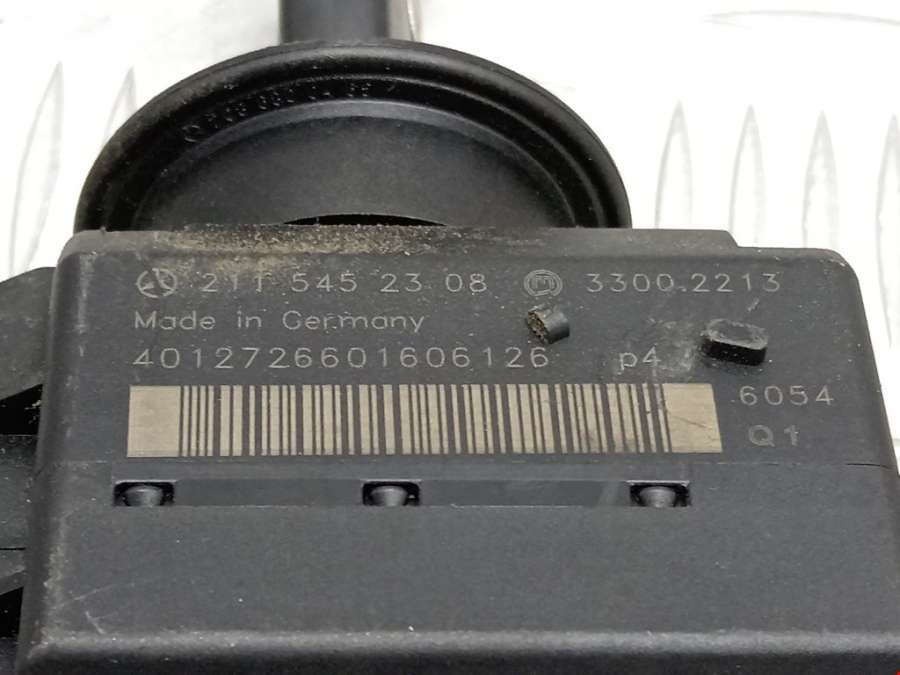 211 545 23 08 3300.2213
Made in Germany
4012726601606126 p4
6054
Q1